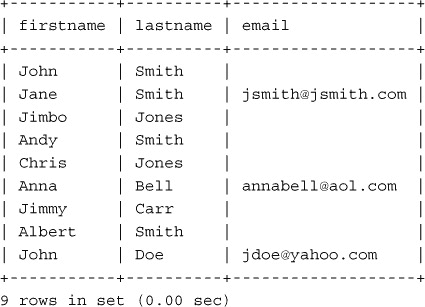 +-----------+----------+------------------+
| firstname | lastname | email            |
+-----------+----------+------------------+
| John      | Smith    |                  |
| Jane      | Smith    | jsmith@jsmith.com |
| Jimbo     | Jones    |                  |
| Andy      | Smith    |                  |
| Chris     | Jones    |                  |
| Anna      | Bell     | annabell@aol.com |
| Jimmy     | Carr     |                  |
| Albert    | Smith    |                  |
| John      | Doe      | jdoe@yahoo.com   |
+-----------+----------+------------------+
9 rows in set (0.00 sec)